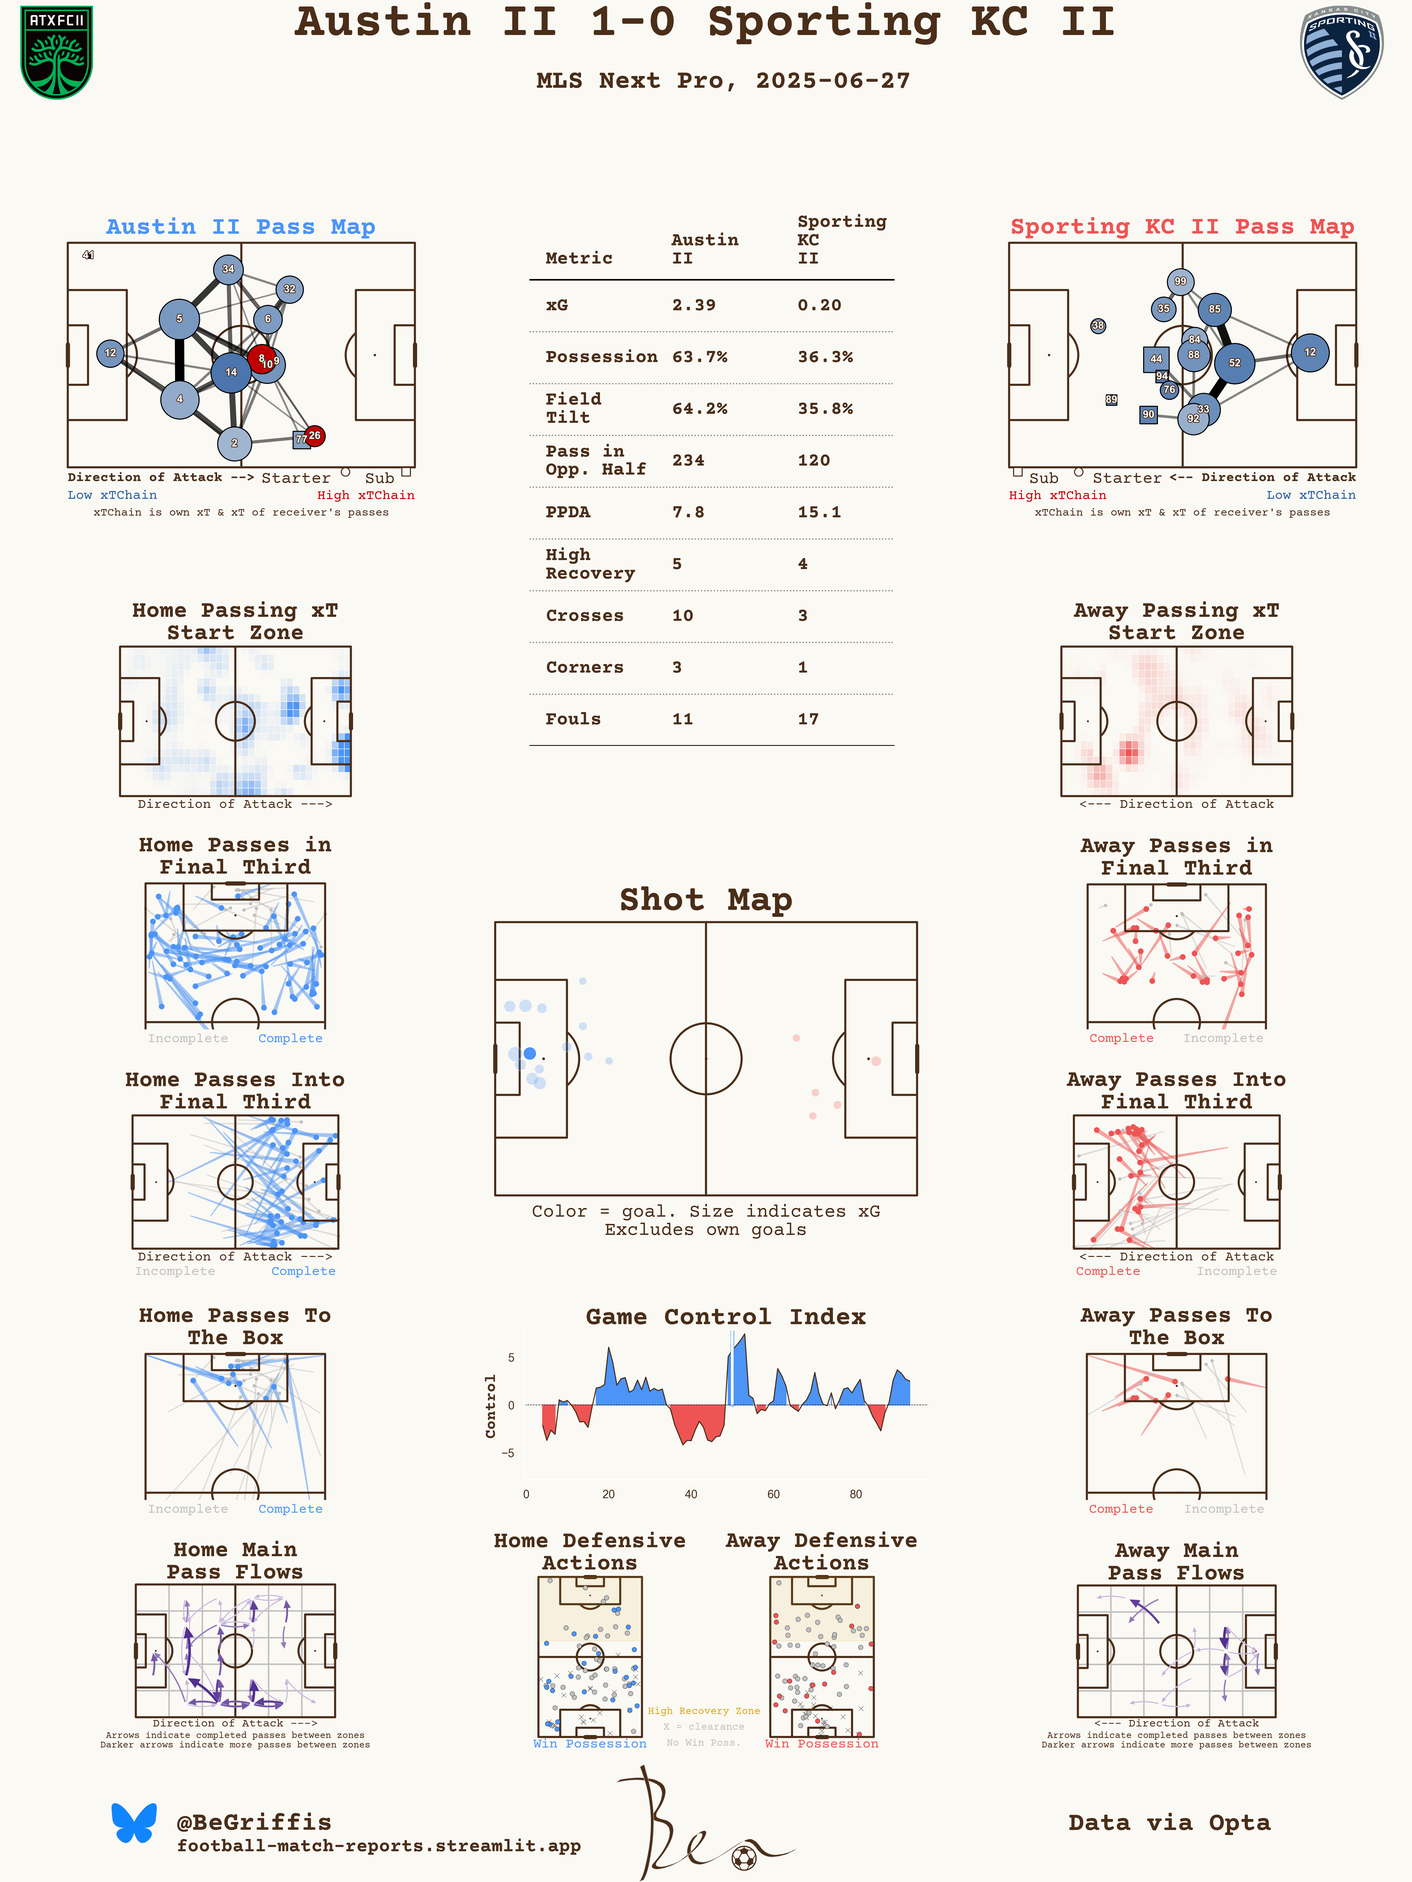 ATXFCII
Austin II 1-0 Sporting KC II
KANSAS CITY
SPORTING
II
MLS Next Pro, 2025-06-27
Austin II Pass Map
34
32
5
6
12
8
10
9
14
4
2
77
26
Direction of Attack --> Starter Sub
Low xTChain High xTChain
xTChain is own xT & xT of receiver's passes
Metric Austin II Sporting KC II
xG 2.39 0.20
Possession 63.7% 36.3%
Field Tilt 64.2% 35.8%
Pass in Opp. Half 234 120
PPDA 7.8 15.1
High Recovery 5 4
Crosses 10 3
Corners 3 1
Fouls 11 17
Sporting KC II Pass Map
99
35
85
38
84
44
88
52
12
94
76
89
90
33
92
Sub Starter <-- Direction of Attack
High xTChain Low xTChain
xTChain is own xT & xT of receiver's passes
Home Passing xT
Start Zone
Direction of Attack --->
Away Passing xT
Start Zone
<--- Direction of Attack
Home Passes in
Final Third
Incomplete Complete
Away Passes in
Final Third
Complete Incomplete
Shot Map
Color = goal. Size indicates xG
Excludes own goals
Home Passes Into
Final Third
Direction of Attack --->
Incomplete Complete
Away Passes Into
Final Third
<--- Direction of Attack
Complete Incomplete
Home Passes To
The Box
Incomplete Complete
Game Control Index
Control
5
0
−5
0 20 40 60 80
Away Passes To
The Box
Complete Incomplete
Home Main
Pass Flows
Direction of Attack --->
Arrows indicate completed passes between zones
Darker arrows indicate more passes between zones
Home Defensive
Actions
Win Possession
High Recovery Zone
X = clearance
No Win Poss.
Away Defensive
Actions
Win Possession
Away Main
Pass Flows
<--- Direction of Attack
Arrows indicate completed passes between zones
Darker arrows indicate more passes between zones
@BeGriffis
football-match-reports.streamlit.app
Ben
Data via Opta